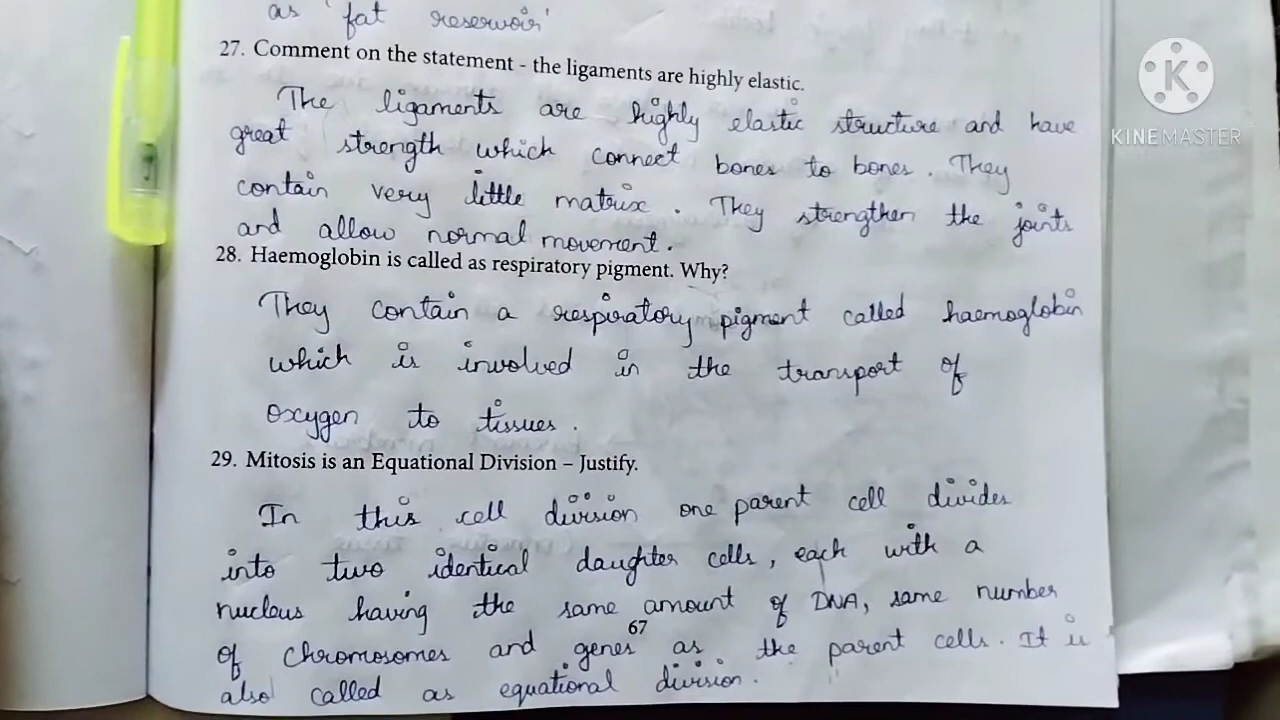 as 'fat reservoir'
27. Comment on the statement - the ligaments are highly elastic.
The ligaments are highly elastic structure and have
great strength which connect bones to bones. They
contain very little matrix. They strengthen the joints
and allow normal movement.
28. Haemoglobin is called as respiratory pigment. Why?
They contain a respiratory pigment called haemoglobin
which is involved in the transport of
oxygen to tissues.
29. Mitosis is an Equational Division – Justify.
In this cell division one parent cell divides
into two identical daughter cells, each with a
nucleus having the same amount of DNA, same number
of chromosomes and genes as the parent cells. It is
67
also called as equational division.
K
KINEMASTER